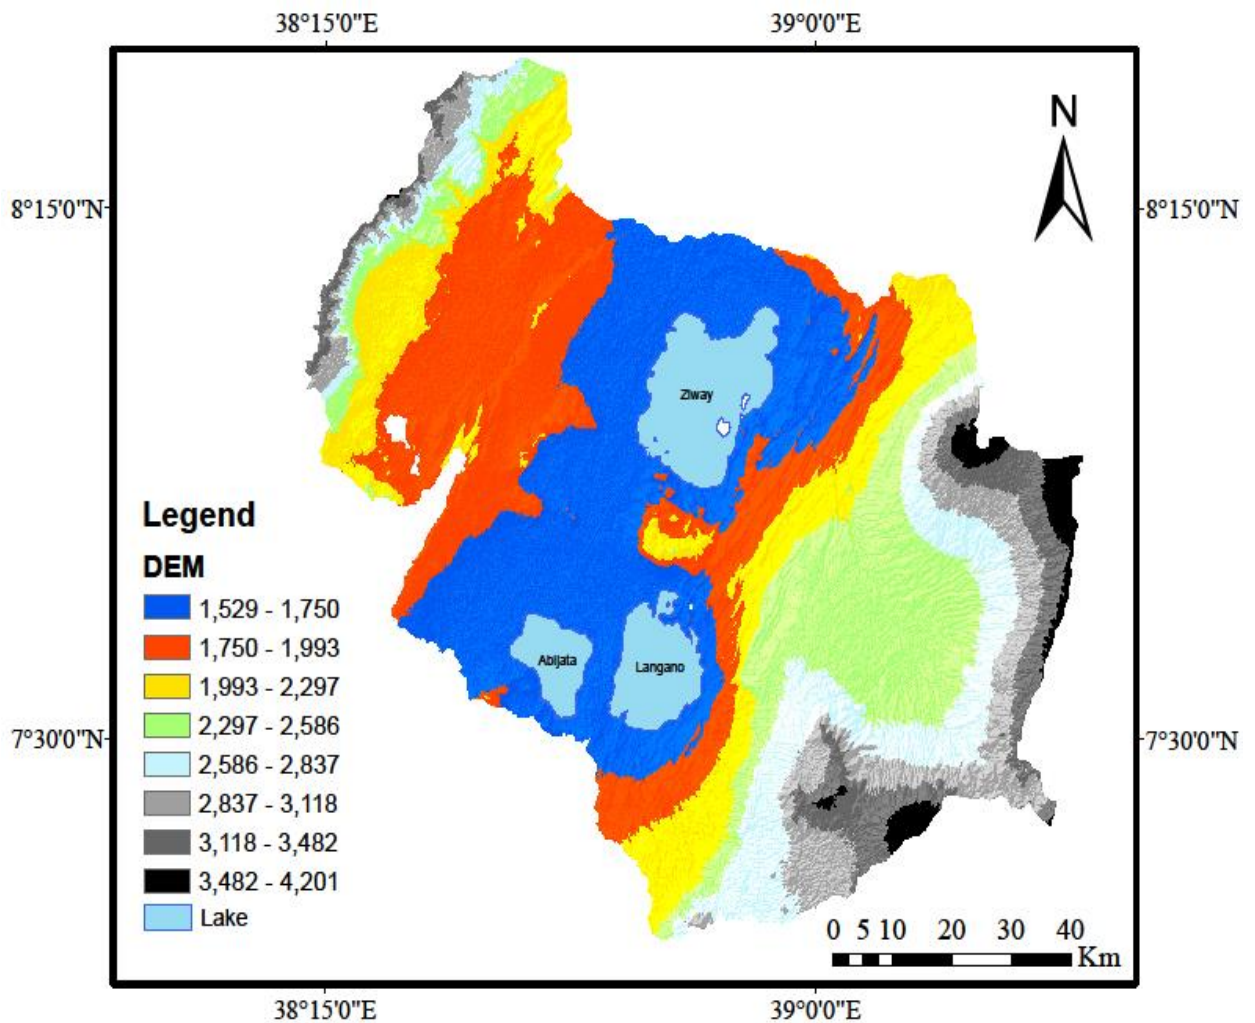 38°15'0"E 39°0'0"E
N
8°15'0"N 8°15'0"N
Ziway
Legend
DEM
1,529 - 1,750
1,750 - 1,993
1,993 - 2,297
2,297 - 2,586
2,586 - 2,837
2,837 - 3,118
3,118 - 3,482
3,482 - 4,201
Lake
Abijata Langano
7°30'0"N 7°30'0"N
0 5 10 20 30 40
Km
38°15'0"E 39°0'0"E